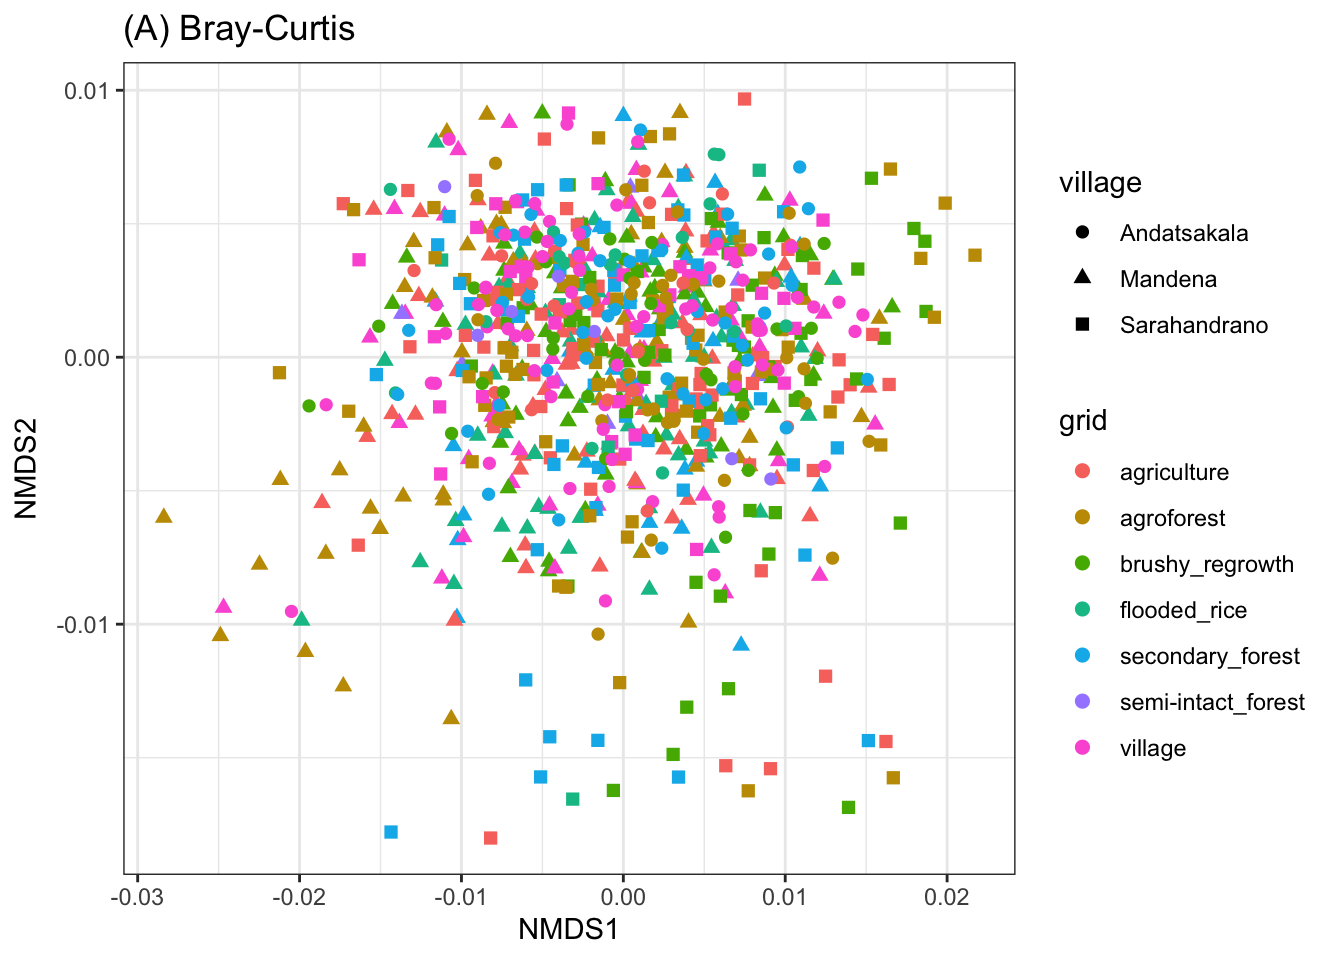 (A) Bray-Curtis
0.01
0.00
-0.01
NMDS2
-0.03
-0.02
-0.01
0.00
0.01
0.02
NMDS1
village
Andatsakala
Mandena
Sarahandrano
grid
agriculture
agroforest
brushy_regrowth
flooded_rice
secondary_forest
semi-intact_forest
village